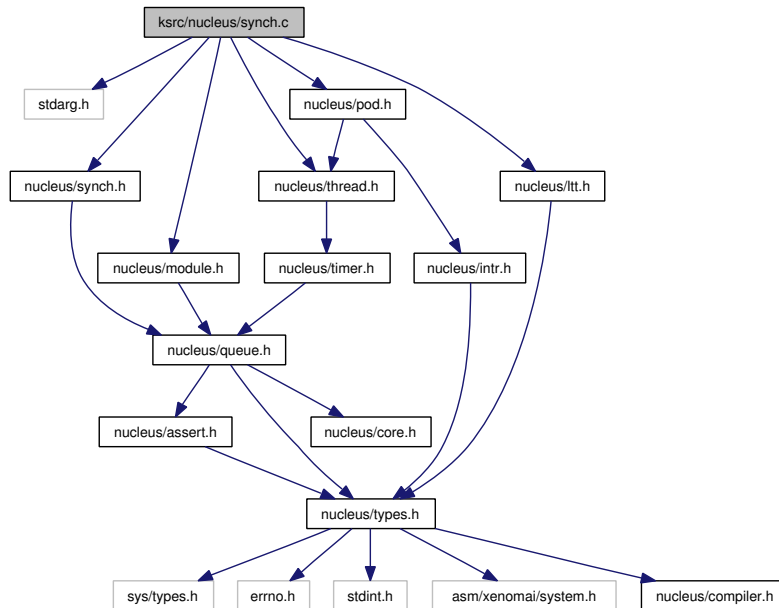 ksrc/nucleus/synch.c
stdarg.h
nucleus/pod.h
nucleus/synch.h
nucleus/thread.h
nucleus/ltt.h
nucleus/module.h
nucleus/timer.h
nucleus/intr.h
nucleus/queue.h
nucleus/assert.h
nucleus/core.h
nucleus/types.h
sys/types.h
errno.h
stdint.h
asm/xenomai/system.h
nucleus/compiler.h